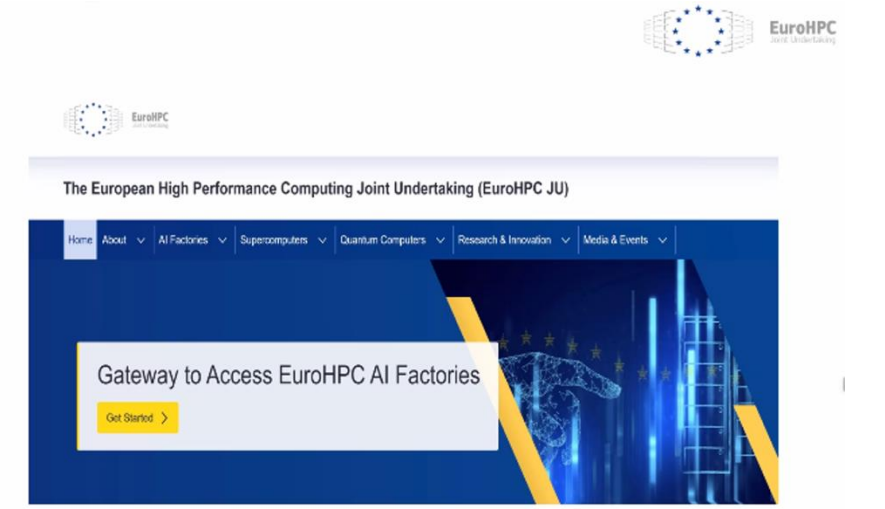 EuroHPC
Joint Undertaking
EuroHPC
Joint Undertaking
The European High Performance Computing Joint Undertaking (EuroHPC JU)
Home About AI Factories Supercomputers Quantum Computers Research & Innovation Media & Events
Gateway to Access EuroHPC AI Factories
Get Started